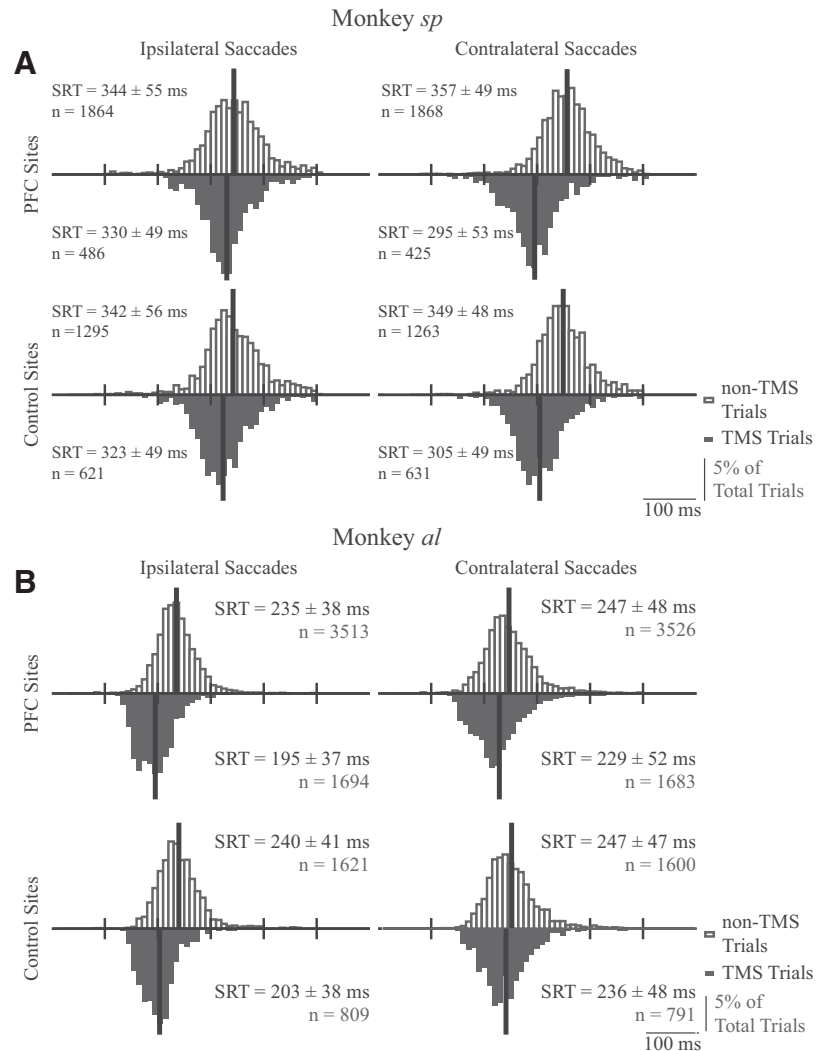 Monkey sp
A
Ipsilateral Saccades
Contralateral Saccades
PFC Sites
SRT = 344 ± 55 ms
n = 1864
SRT = 357 ± 49 ms
n = 1868
SRT = 330 ± 49 ms
n = 486
SRT = 295 ± 53 ms
n = 425
Control Sites
SRT = 342 ± 56 ms
n =1295
SRT = 349 ± 48 ms
n = 1263
SRT = 323 ± 49 ms
n = 621
SRT = 305 ± 49 ms
n = 631
non-TMS
Trials
TMS Trials
5% of
Total Trials
100 ms
Monkey al
B
Ipsilateral Saccades
Contralateral Saccades
PFC Sites
SRT = 235 ± 38 ms
n = 3513
SRT = 247 ± 48 ms
n = 3526
SRT = 195 ± 37 ms
n = 1694
SRT = 229 ± 52 ms
n = 1683
Control Sites
SRT = 240 ± 41 ms
n = 1621
SRT = 247 ± 47 ms
n = 1600
SRT = 203 ± 38 ms
n = 809
SRT = 236 ± 48 ms
n = 791
non-TMS
Trials
TMS Trials
5% of
Total Trials
100 ms